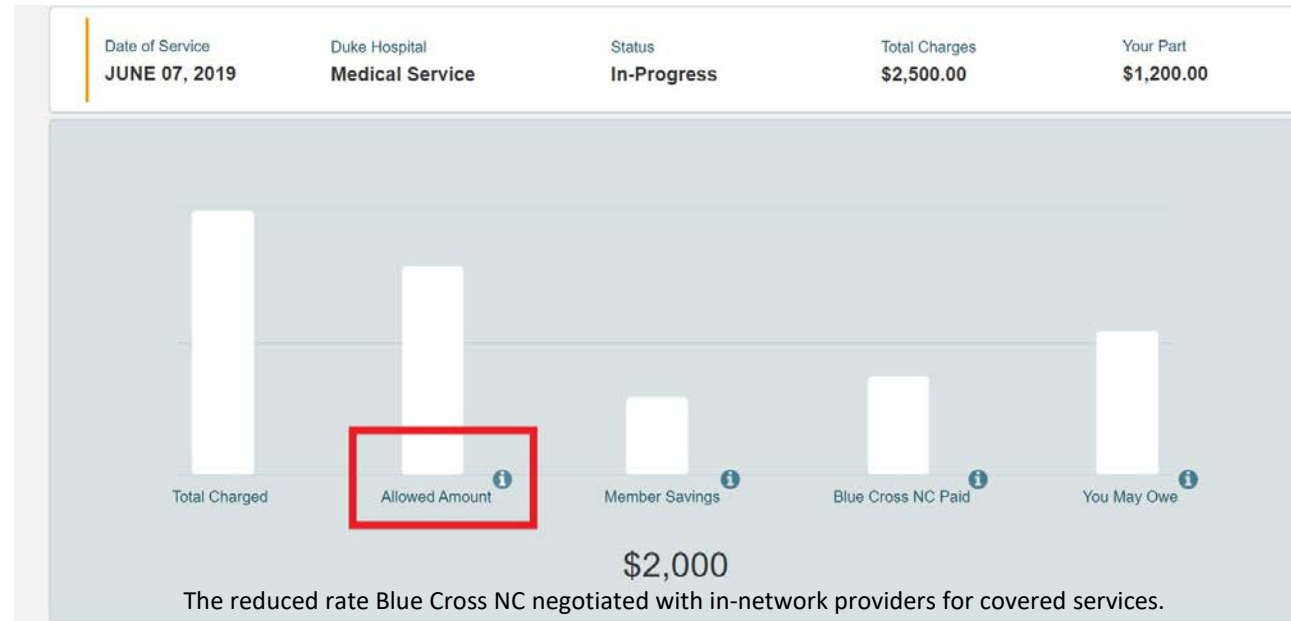 Date of Service Duke Hospital Status Total Charges Your Part
JUNE 07, 2019 Medical Service In-Progress $2,500.00 $1,200.00
Total Charged Allowed Amount Member Savings Blue Cross NC Paid You May Owe
$2,000
The reduced rate Blue Cross NC negotiated with in-network providers for covered services.